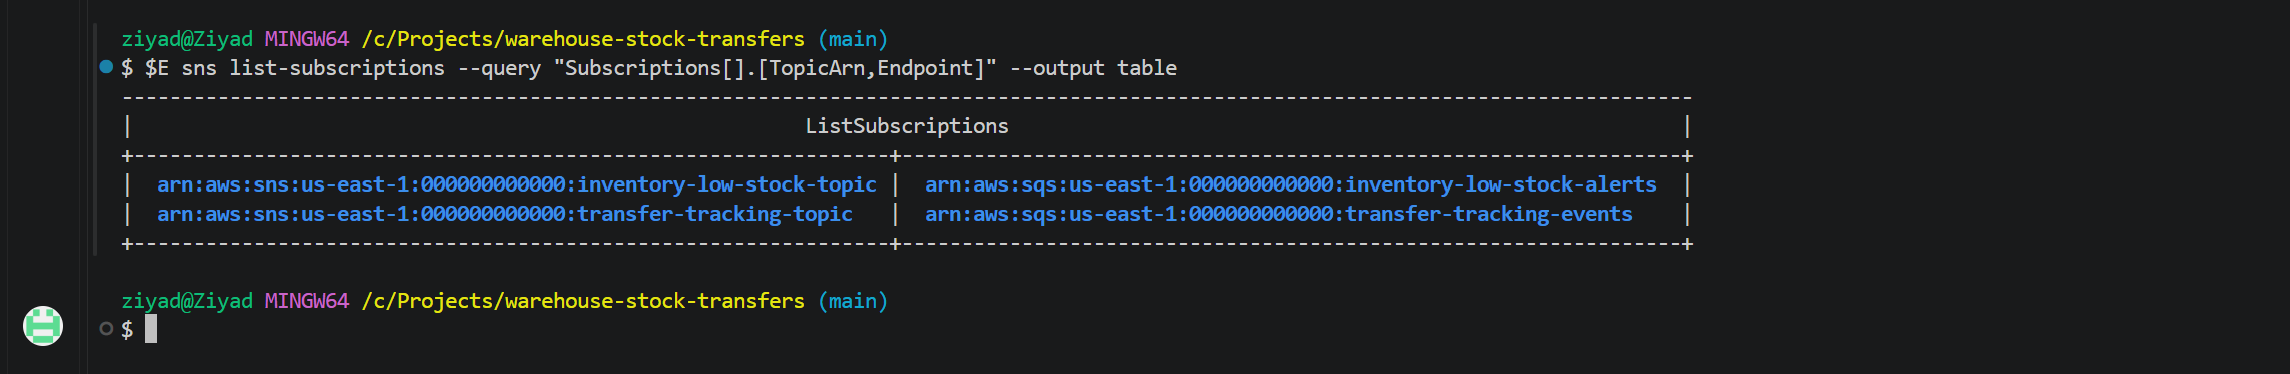 ziyad@Ziyad MINGW64 /c/Projects/warehouse-stock-transfers (main)
$ $E sns list-subscriptions --query "Subscriptions[].[TopicArn,Endpoint]" --output table
-----------------------------------------------------------------------------------------------------------------------------------
|                                                        ListSubscriptions                                                        |
+---------------------------------------------------------------+-----------------------------------------------------------------+
|  arn:aws:sns:us-east-1:000000000000:inventory-low-stock-topic |  arn:aws:sqs:us-east-1:000000000000:inventory-low-stock-alerts  |
|  arn:aws:sns:us-east-1:000000000000:transfer-tracking-topic   |  arn:aws:sqs:us-east-1:000000000000:transfer-tracking-events    |
+---------------------------------------------------------------+-----------------------------------------------------------------+
ziyad@Ziyad MINGW64 /c/Projects/warehouse-stock-transfers (main)
$